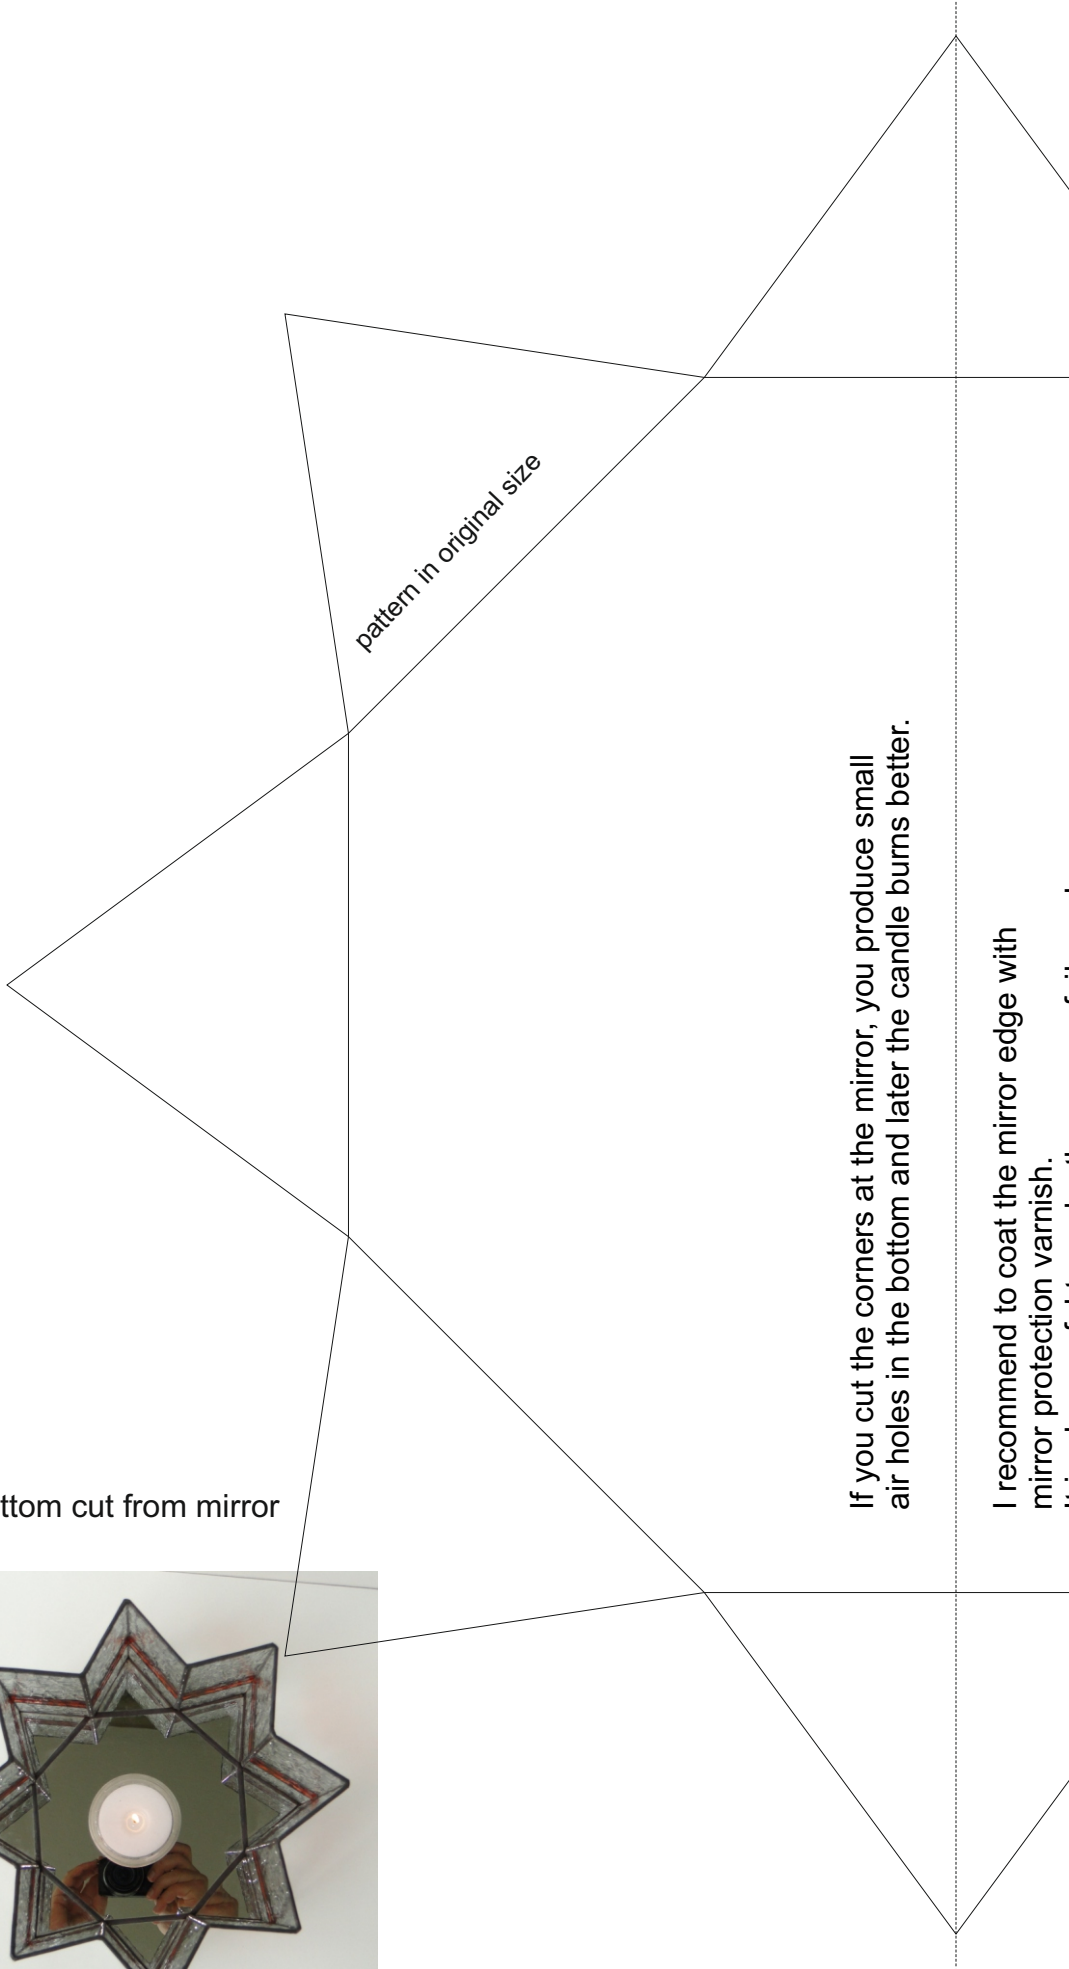 pattern in original size
If you cut the corners at the mirror, you produce small
air holes in the bottom and later the candle burns better.
I recommend to coat the mirror edge with
mirror protection varnish.
ttom cut from mirror